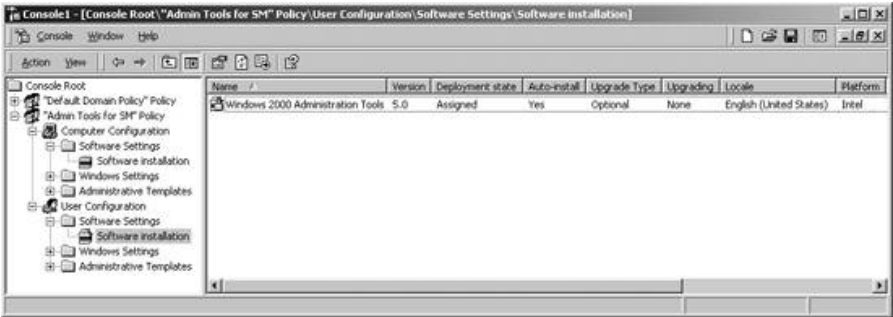 Console1 - [Console Root\"Admin Tools for SM" Policy\User Configuration\Software Settings\Software installation]
Console Window Help
Action View
Console Root
"Default Domain Policy" Policy
"Admin Tools for SM" Policy
Computer Configuration
Software Settings
Software installation
Windows Settings
Administrative Templates
User Configuration
Software Settings
Software installation
Windows Settings
Administrative Templates
Name Version Deployment state Auto-install Upgrade Type Upgrading Locale Platform
Windows 2000 Administration Tools 5.0 Assigned Yes Optional None English (United States) Intel